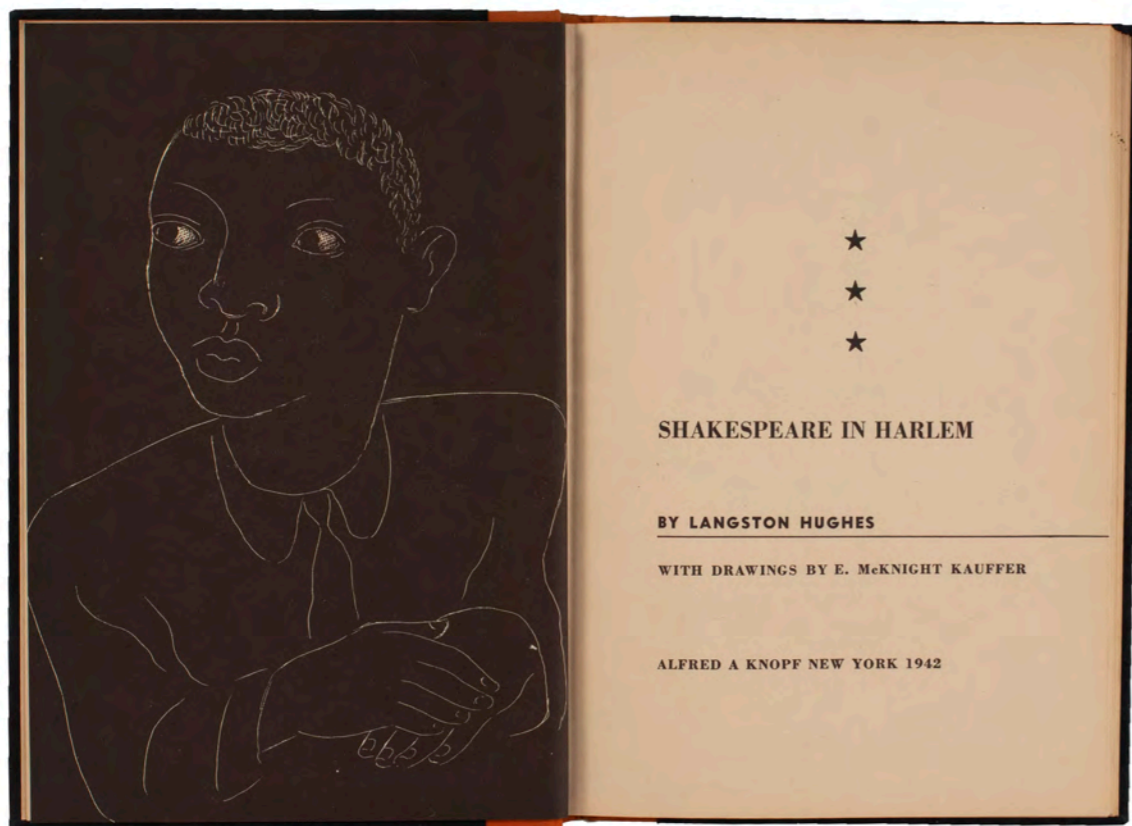 SHAKESPEARE IN HARLEM
BY LANGSTON HUGHES
WITH DRAWINGS BY E. McKNIGHT KAUFFER
ALFRED A KNOPF NEW YORK 1942